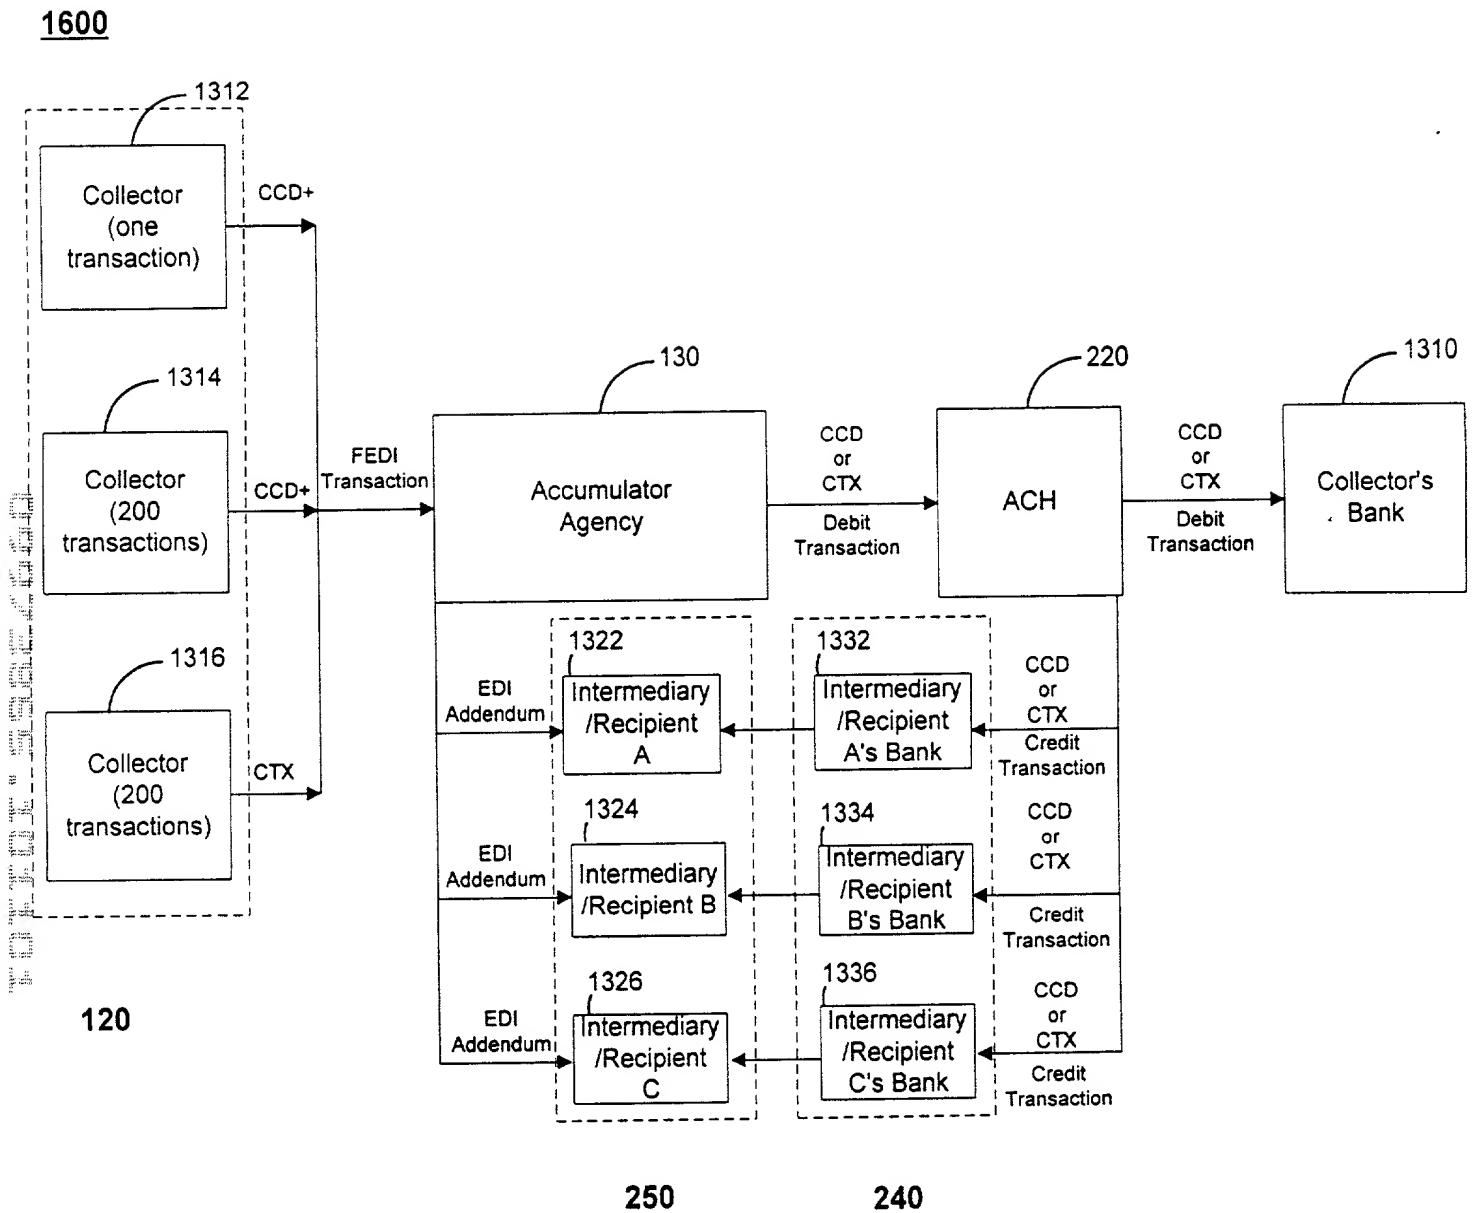 1600
1312
Collector
(one
transaction)
CCD+
1314
Collector
(200
transactions)
CCD+
FEDI
Transaction
1316
Collector
(200
transactions)
CTX
120
130
Accumulator
Agency
CCD
or
CTX
Debit
Transaction
220
ACH
CCD
or
CTX
Debit
Transaction
1310
Collector's
Bank
EDI
Addendum
1322
Intermediary
/Recipient
A
1332
Intermediary
/Recipient
A's Bank
CCD
or
CTX
Credit
Transaction
EDI
Addendum
1324
Intermediary
/Recipient B
1334
Intermediary
/Recipient
B's Bank
CCD
or
CTX
Credit
Transaction
EDI
Addendum
1326
Intermediary
/Recipient
C
1336
Intermediary
/Recipient
C's Bank
CCD
or
CTX
Credit
Transaction
250
240